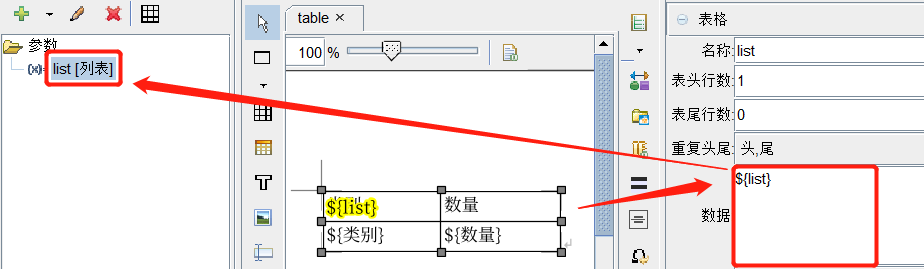 参数
(x)= list [列表]
table ×
100 %
${list}
数量
${类别}
${数量}
表格
名称: list
表头行数: 1
表尾行数: 0
重复头尾: 头,尾
数据
${list}